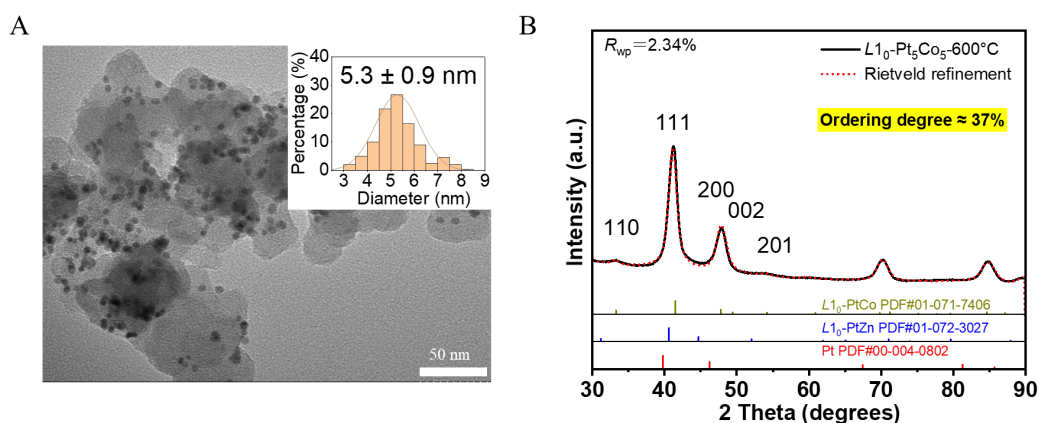 A
Percentage (%)
40
30
20
10
0
5.3 ± 0.9 nm
3 4 5 6 7 8 9
Diameter (nm)
50 nm
B
Intensity (a.u.)
Rwp=2.34%
L10-Pt5Co5-600°C
Rietveld refinement
Ordering degree ≈ 37%
111
200
002
110
201
L10-PtCo PDF#01-071-7406
L10-PtZn PDF#01-072-3027
Pt PDF#00-004-0802
30 40 50 60 70 80 90
2 Theta (degrees)